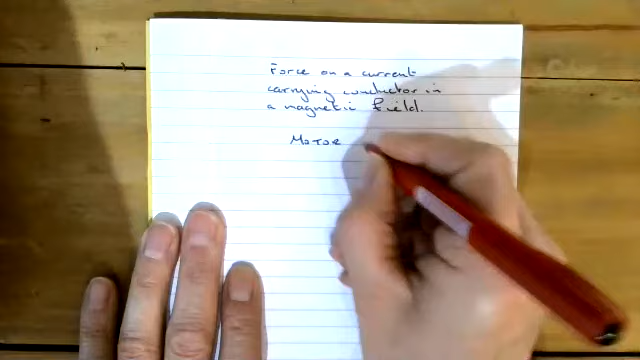 Force on a current
carrying conductor in
a magnetic field.
MOTOR